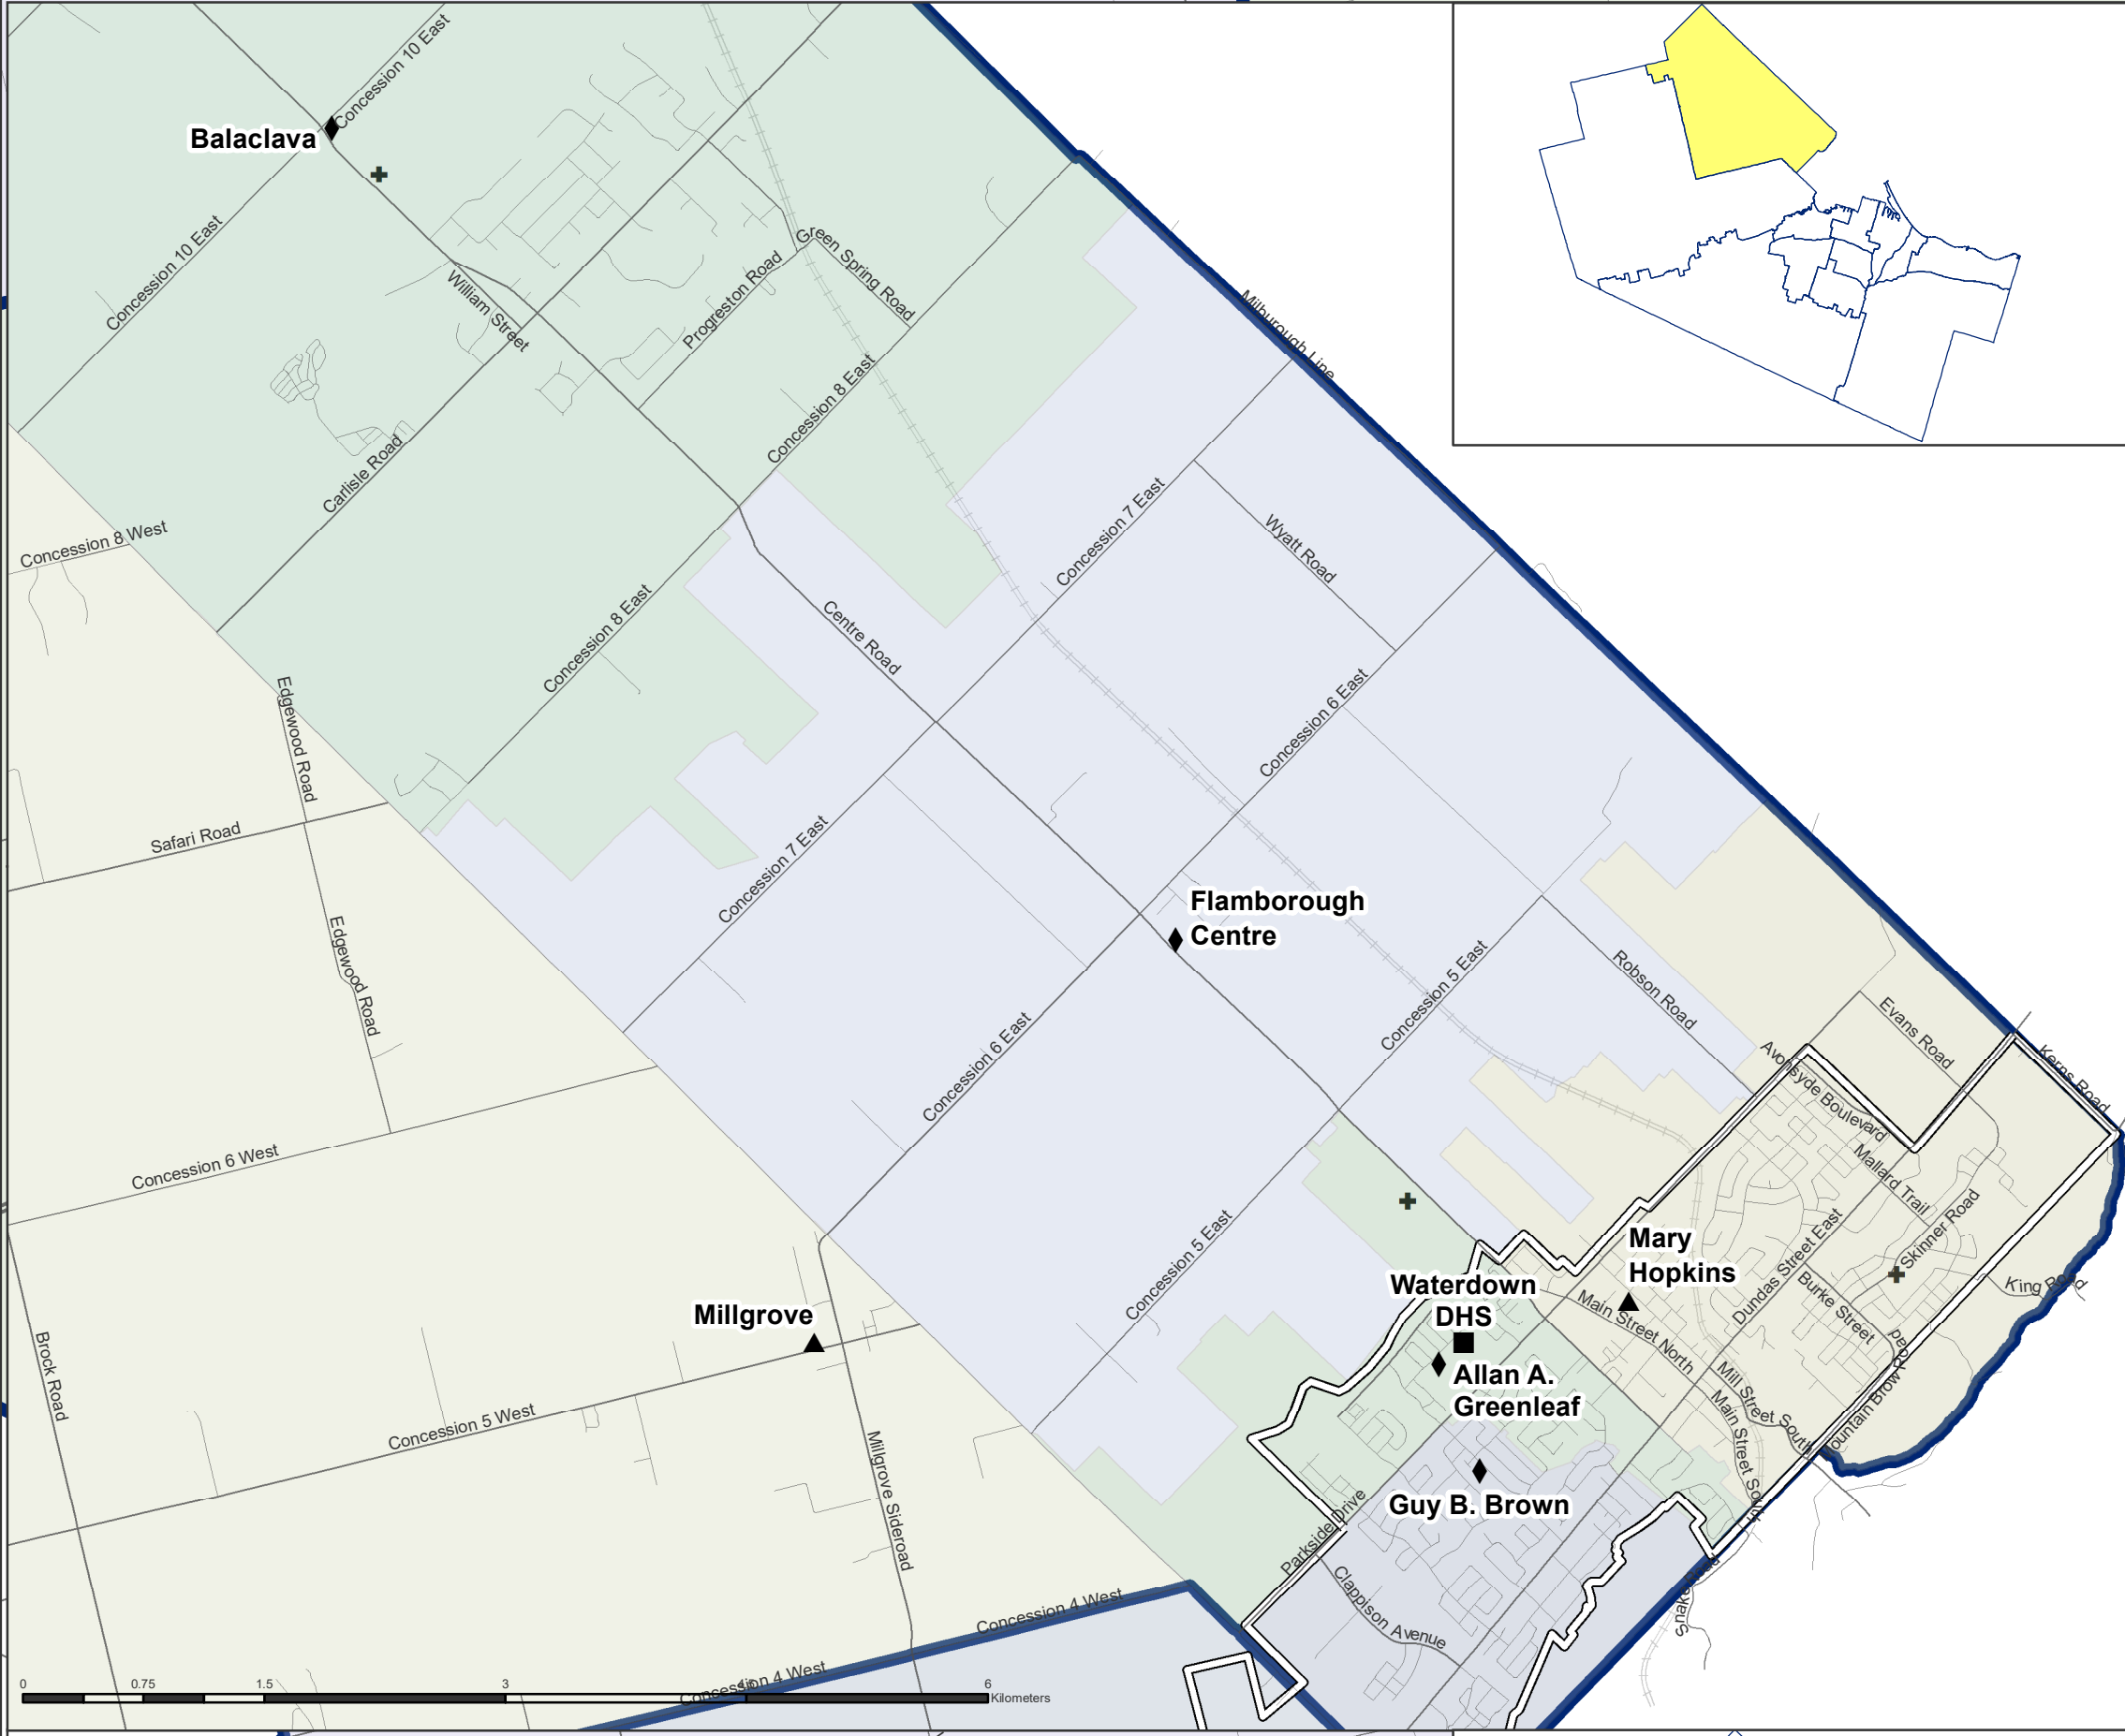 Concession 10 East
Balaclava
Concession 10 East
Green Spring Road
William Street
Progreston Road
Milburough Line
Concession 8 East
Carlisle Road
Concession 8 West
Concession 7 East
Wyatt Road
Concession 8 East
Centre Road
Edgewood Road
Concession 6 East
Safari Road
Concession 7 East
Flamborough
Centre
Edgewood Road
Concession 5 East
Robson Road
Evans Road
Concession 6 East
Avonsyde Boulevard
Kerns Road
Concession 6 West
Mallard Trail
Skinner Road
Concession 5 East
Mary
Hopkins
Dundas Street East
Waterdown
DHS
King Road
Burke Street
Main Street North
Millgrove
Brock Road
Allan A.
Greenleaf
Mill Street South
Main Street South
Mountain Brow Road
Concession 5 West
Millgrove Sideroad
Guy B. Brown
Parkside Drive
Clappison Avenue
Concession 4 West
Concession 4 West
0
0.75
1.5
3
6
Kilometers